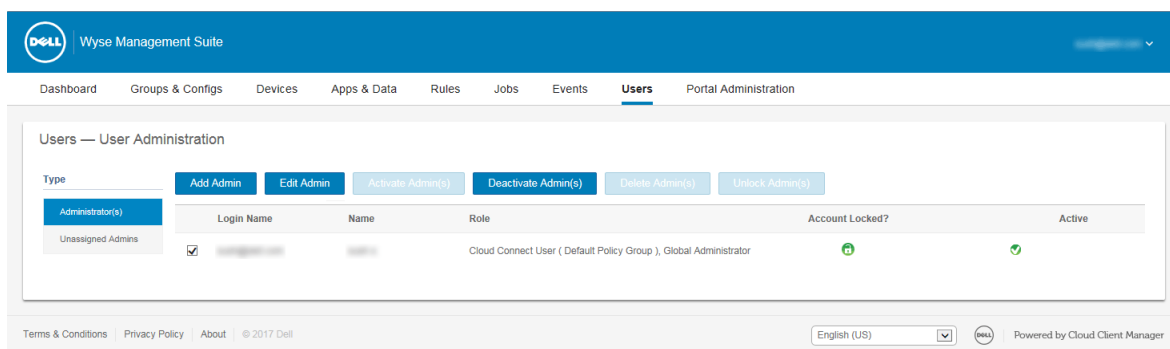 DELL Wyse Management Suite
Dashboard Groups & Configs Devices Apps & Data Rules Jobs Events Users Portal Administration
Users — User Administration
Type
Add Admin Edit Admin Activate Admin(s) Deactivate Admin(s) Delete Admin(s) Unlock Admin(s)
Administrator(s)
Login Name Name Role Account Locked? Active
Unassigned Admins
Cloud Connect User ( Default Policy Group ), Global Administrator
Terms & Conditions Privacy Policy About © 2017 Dell English (US) DELL Powered by Cloud Client Manager